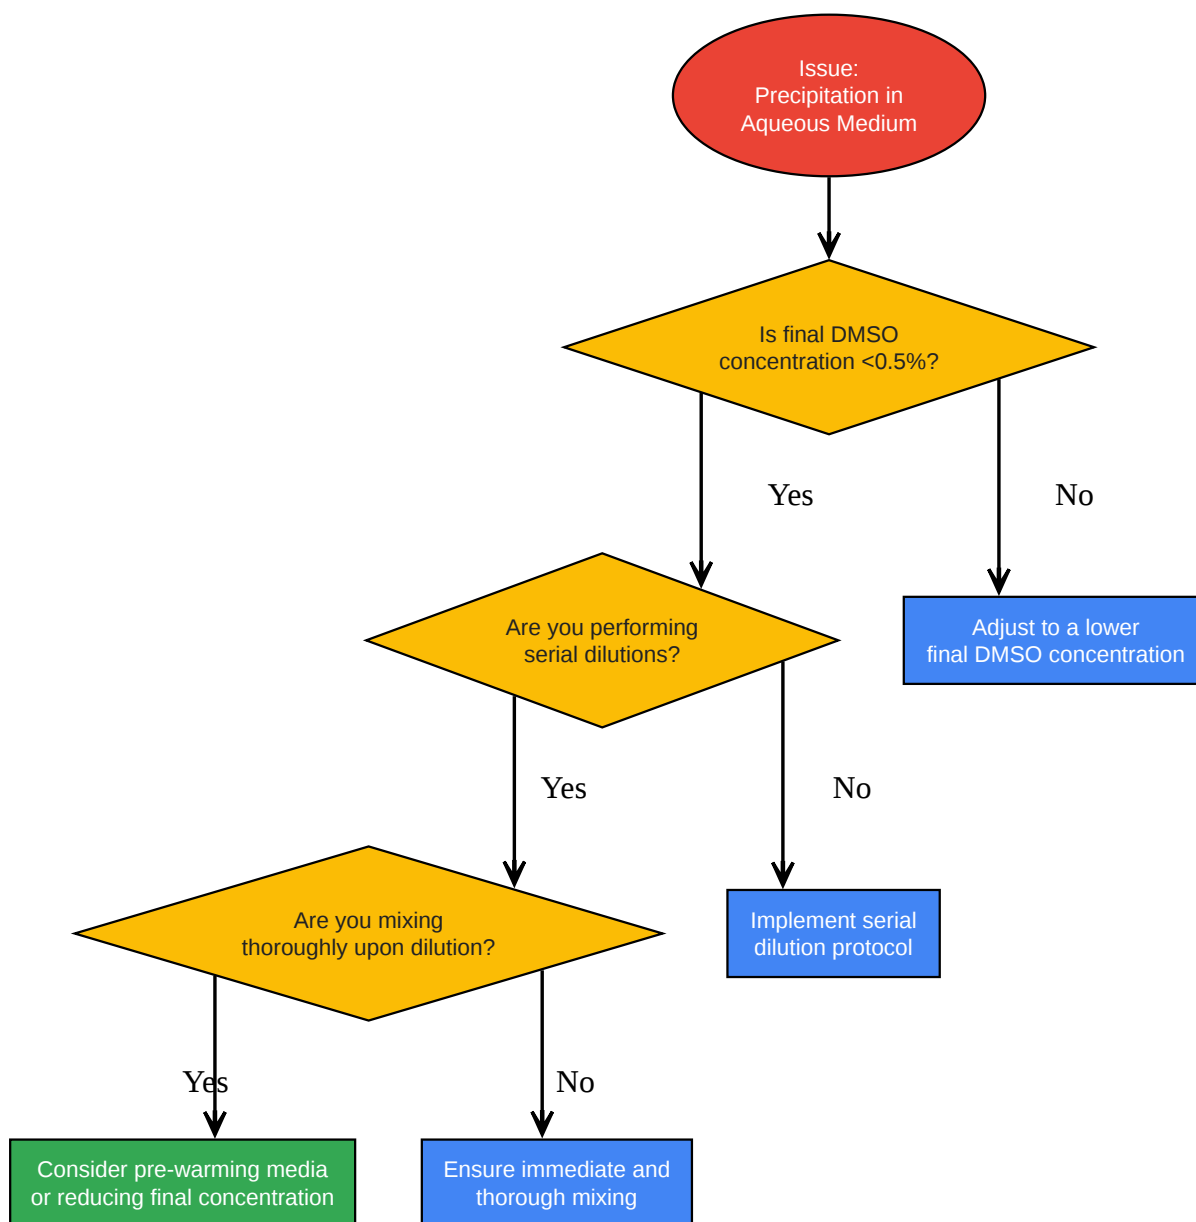 Issue:
Precipitation in
Aqueous Medium
Is final DMSO
concentration <0.5%?
Yes
No
Are you performing
serial dilutions?
Adjust to a lower
final DMSO concentration
Yes
No
Are you mixing
thoroughly upon dilution?
Implement serial
dilution protocol
Yes
No
Consider pre-warming media
or reducing final concentration
Ensure immediate and
thorough mixing